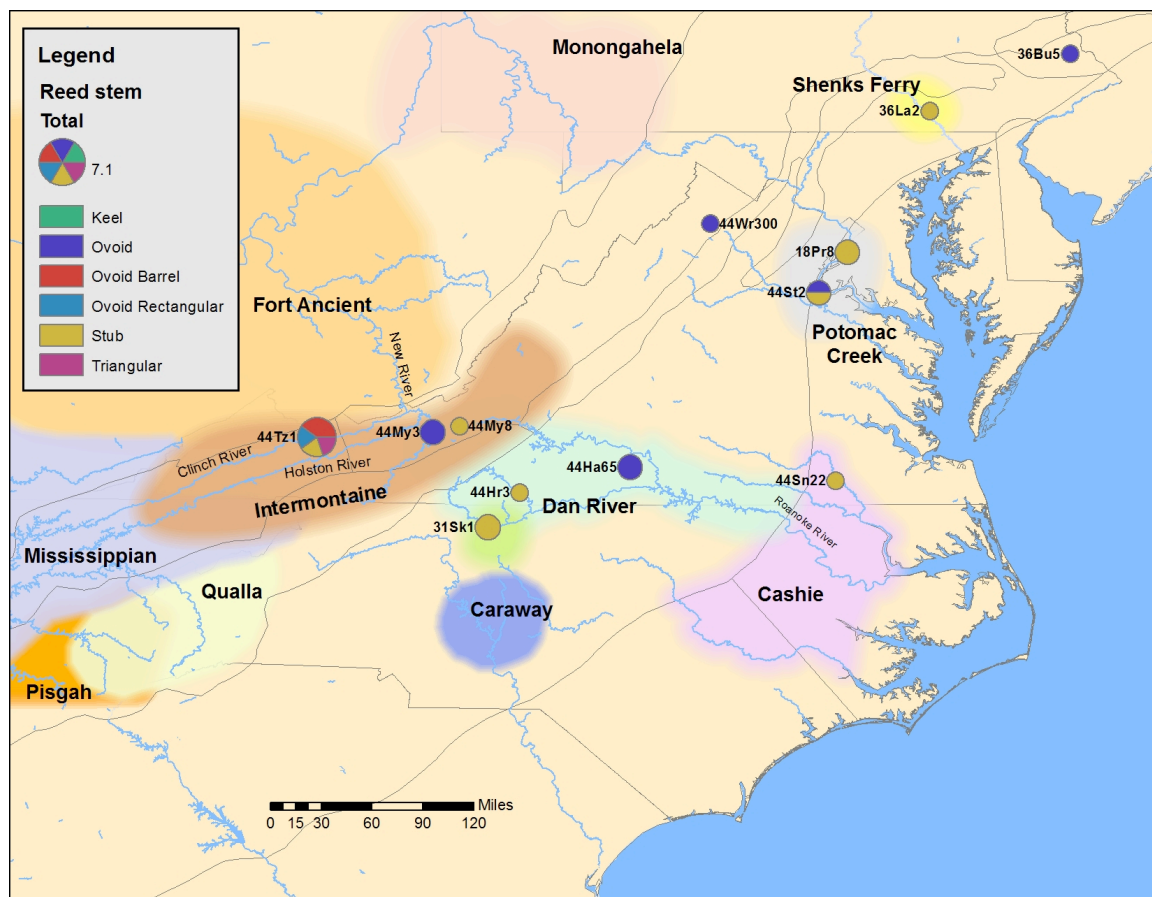 Legend
Reed stem
Total
7.1
Keel
Ovoid
Ovoid Barrel
Ovoid Rectangular
Stub
Triangular
Monongahela
36Bu5
Shenks Ferry
36La2
44Wr300
18Pr8
44St2
Potomac
Creek
Fort Ancient
New River
44Tz1
44My3
44My8
Clinch River
Holston River
Intermontaine
44Ha65
44Hr3
Dan River
31Sk1
44Sn22
Roanoke River
Mississippian
Qualla
Caraway
Cashie
Pisgah
Miles
0 15 30 60 90 120